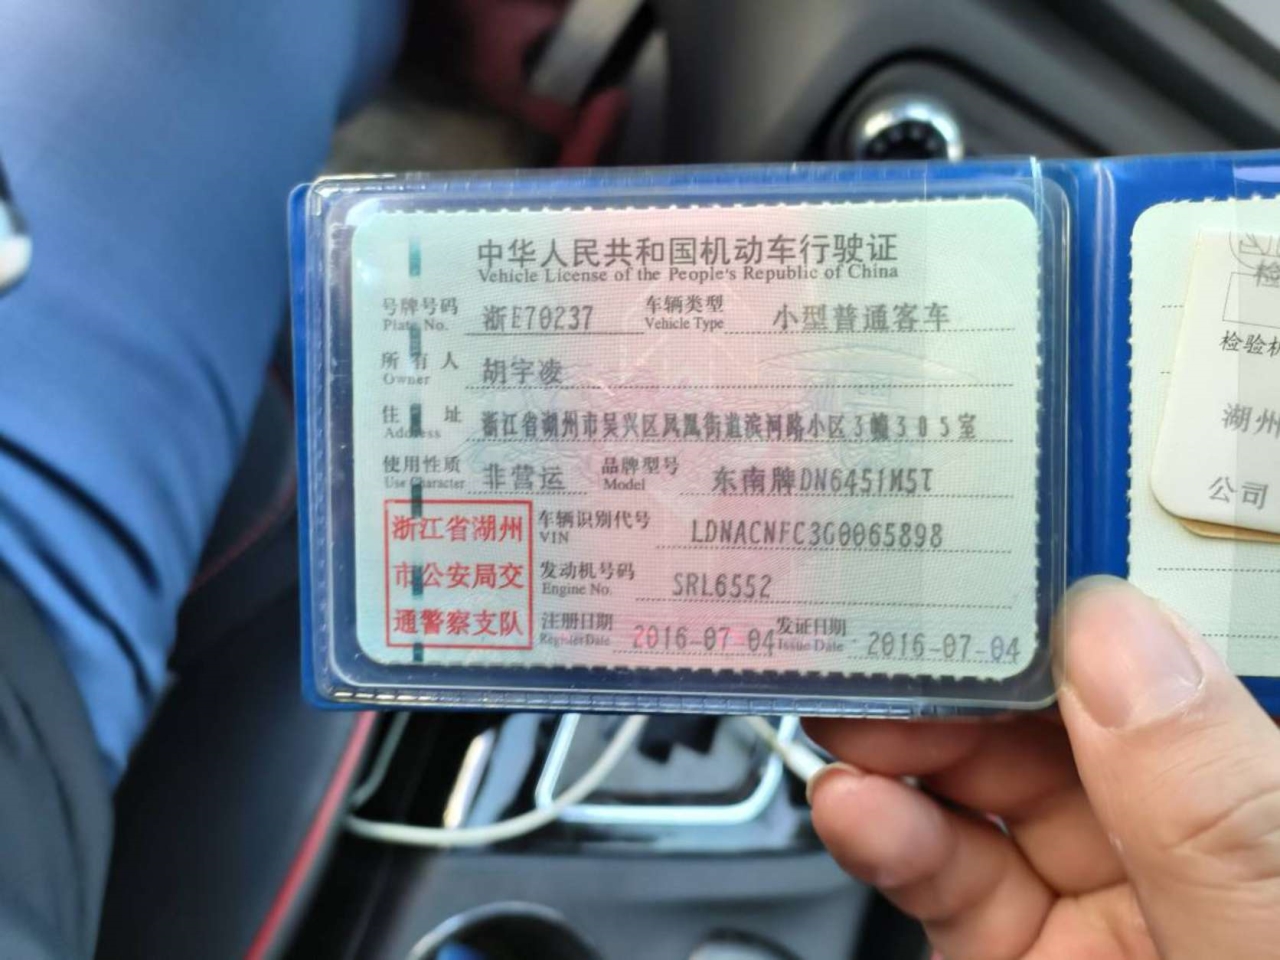 中华人民共和国机动车行驶证
Vehicle License of the People's Republic of China
号牌号码 浙E70237 车辆类型 小型普通客车
Plate No. Vehicle Type
所有人 胡宇凌
Owner
住址 浙江省湖州市吴兴区凤凰街道滨河路小区3幢305室
Address
使用性质 非营运 品牌型号 东南牌DN6451M5T
Use Character Model
浙江省湖州
市公安局交
通警察支队
车辆识别代号 LDNACNFC3G0065898
VIN
发动机号码 SRL6552
Engine No.
注册日期 2016-07-04 发证日期 2016-07-04
Register Date Issue Date
检
检验机
湖州
公司